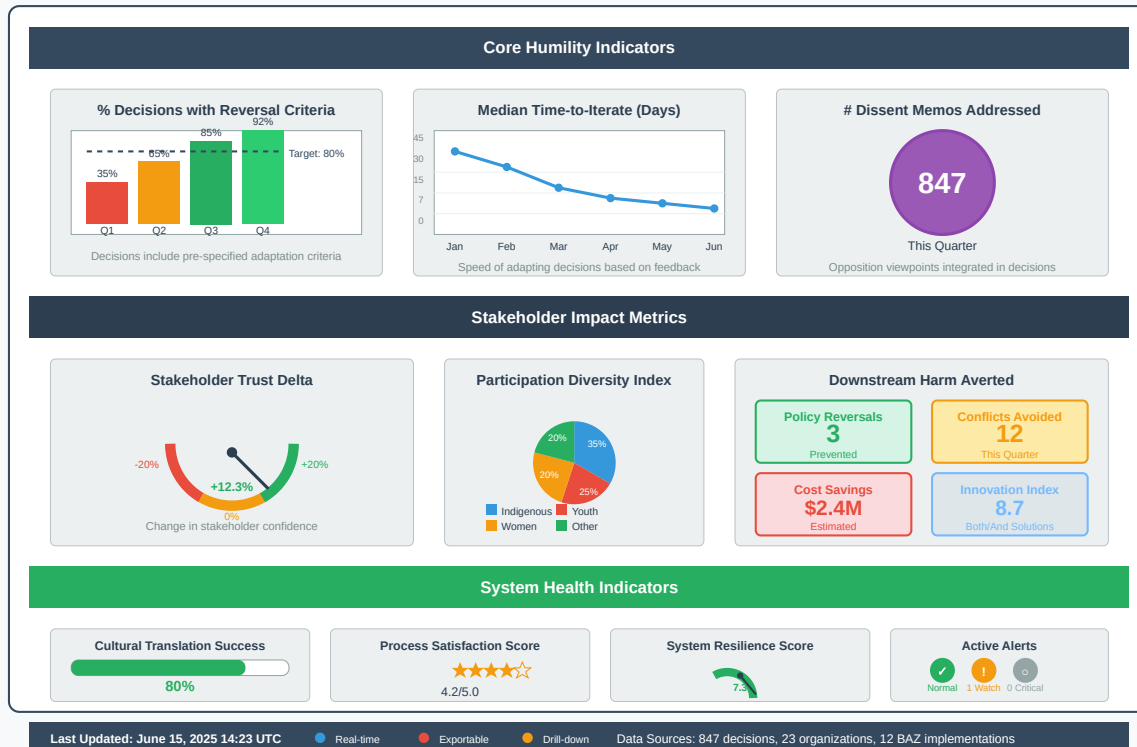 Core Humility Indicators
% Decisions with Reversal Criteria
92%
85%
65%
35%
Target: 80%
Q1 Q2 Q3 Q4
Decisions include pre-specified adaptation criteria
Median Time-to-Iterate (Days)
45
30
15
7
0
Jan Feb Mar Apr May Jun
Speed of adapting decisions based on feedback
# Dissent Memos Addressed
847
This Quarter
Opposition viewpoints integrated in decisions
Stakeholder Impact Metrics
Stakeholder Trust Delta
-20%
+20%
+12.3%
0%
Change in stakeholder confidence
Participation Diversity Index
20%
35%
20%
25%
Indigenous Youth
Women Other
Downstream Harm Averted
Policy Reversals
3
Prevented
Conflicts Avoided
12
This Quarter
Cost Savings
$2.4M
Estimated
Innovation Index
8.7
Both/And Solutions
System Health Indicators
Cultural Translation Success
80%
Process Satisfaction Score
4.2/5.0
System Resilience Score
7.3
Active Alerts
Normal 1 Watch 0 Critical
Last Updated: June 15, 2025 14:23 UTC Real-time Exportable Drill-down Data Sources: 847 decisions, 23 organizations, 12 BAZ implementations